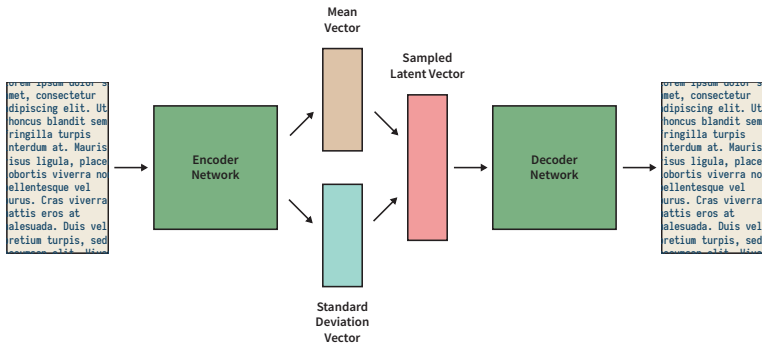 Mean
Vector
Sampled
Latent Vector
orem ipsum dolor s
met, consectetur
dipiscing elit. Ut
honcus blandit sem
ringilla turpis
nterdum at. Mauris
isus ligula, place
obortis viverra no
ellentesque vel
urus. Cras viverra
attis eros at
alesuada. Duis vel
retium turpis, sed
Encoder
Network
Decoder
Network
orem ipsum dolor s
met, consectetur
dipiscing elit. Ut
honcus blandit sem
ringilla turpis
nterdum at. Mauris
isus ligula, place
obortis viverra no
ellentesque vel
urus. Cras viverra
attis eros at
alesuada. Duis vel
retium turpis, sed
Standard
Deviation
Vector